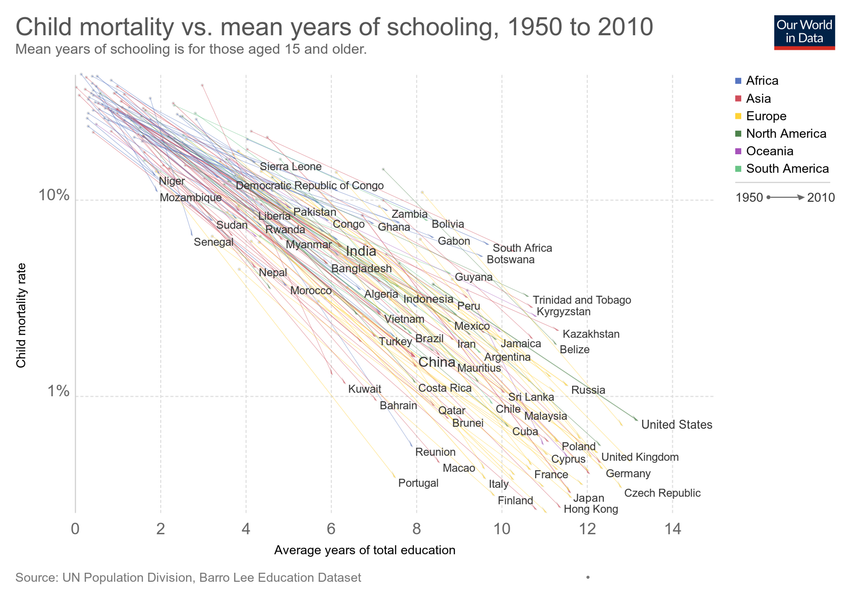 Child mortality vs. mean years of schooling, 1950 to 2010
Mean years of schooling is for those aged 15 and older.
Our World
in Data
Africa
Asia
Europe
North America
Oceania
South America
1950 2010
Child mortality rate
10%
1%
Sierra Leone
Niger
Democratic Republic of Congo
Mozambique
Liberia
Pakistan
Zambia
Sudan
Rwanda
Congo
Ghana
Bolivia
Senegal
Myanmar
Gabon
South Africa
India
Botswana
Nepal
Bangladesh
Guyana
Morocco
Algeria
Indonesia
Peru
Trinidad and Tobago
Kyrgyzstan
Vietnam
Mexico
Kazakhstan
Turkey
Brazil
Iran
Jamaica
Belize
China
Argentina
Mauritius
Kuwait
Costa Rica
Russia
Bahrain
Qatar
Sri Lanka
Chile
Malaysia
Brunei
Cuba
United States
Reunion
Poland
Macao
Cyprus
United Kingdom
Portugal
Italy
France
Germany
Finland
Japan
Czech Republic
Hong Kong
0 2 4 6 8 10 12 14
Average years of total education
Source: UN Population Division, Barro Lee Education Dataset